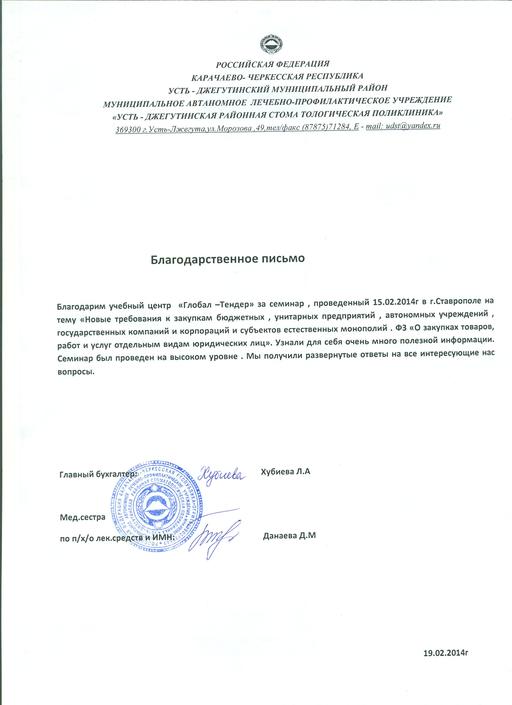 РОССИЙСКАЯ ФЕДЕРАЦИЯ
КАРАЧАЕВО- ЧЕРКЕССКАЯ РЕСПУБЛИКА
УСТЬ - ДЖЕГУТИНСКИЙ МУНИЦИПАЛЬНЫЙ РАЙОН
МУНИЦИПАЛЬНОЕ АВТАНОМНОЕ ЛЕЧЕБНО-ПРОФИЛАКТИЧЕСКОЕ УЧРЕЖДЕНИЕ
«УСТЬ - ДЖЕГУТИНСКАЯ РАЙОННАЯ СТОМА ТОЛОГИЧЕСКАЯ ПОЛИКЛИНИКА»
369300 г.Усть-Джегута,ул.Морозова ,49,тел/факс (87875)71284, Е - mail: udst@yandex.ru
Благодарственное письмо
Благодарим учебный центр «Глобал –Тендер» за семинар , проведенный 15.02.2014г в г.Ставрополе на
тему «Новые требования к закупкам бюджетных , унитарных предприятий , автономных учреждений ,
государственных компаний и корпораций и субъектов естественных монополий . ФЗ «О закупках товаров,
работ и услуг отдельным видам юридических лиц». Узнали для себя очень много полезной информации.
Семинар был проведен на высоком уровне . Мы получили развернутые ответы на все интересующие нас
вопросы.
Главный бухгалтер: Хубиева Хубиева Л.А
Мед.сестра
по п/х/о лек.средств и ИМН: Данаева Д.М
19.02.2014г